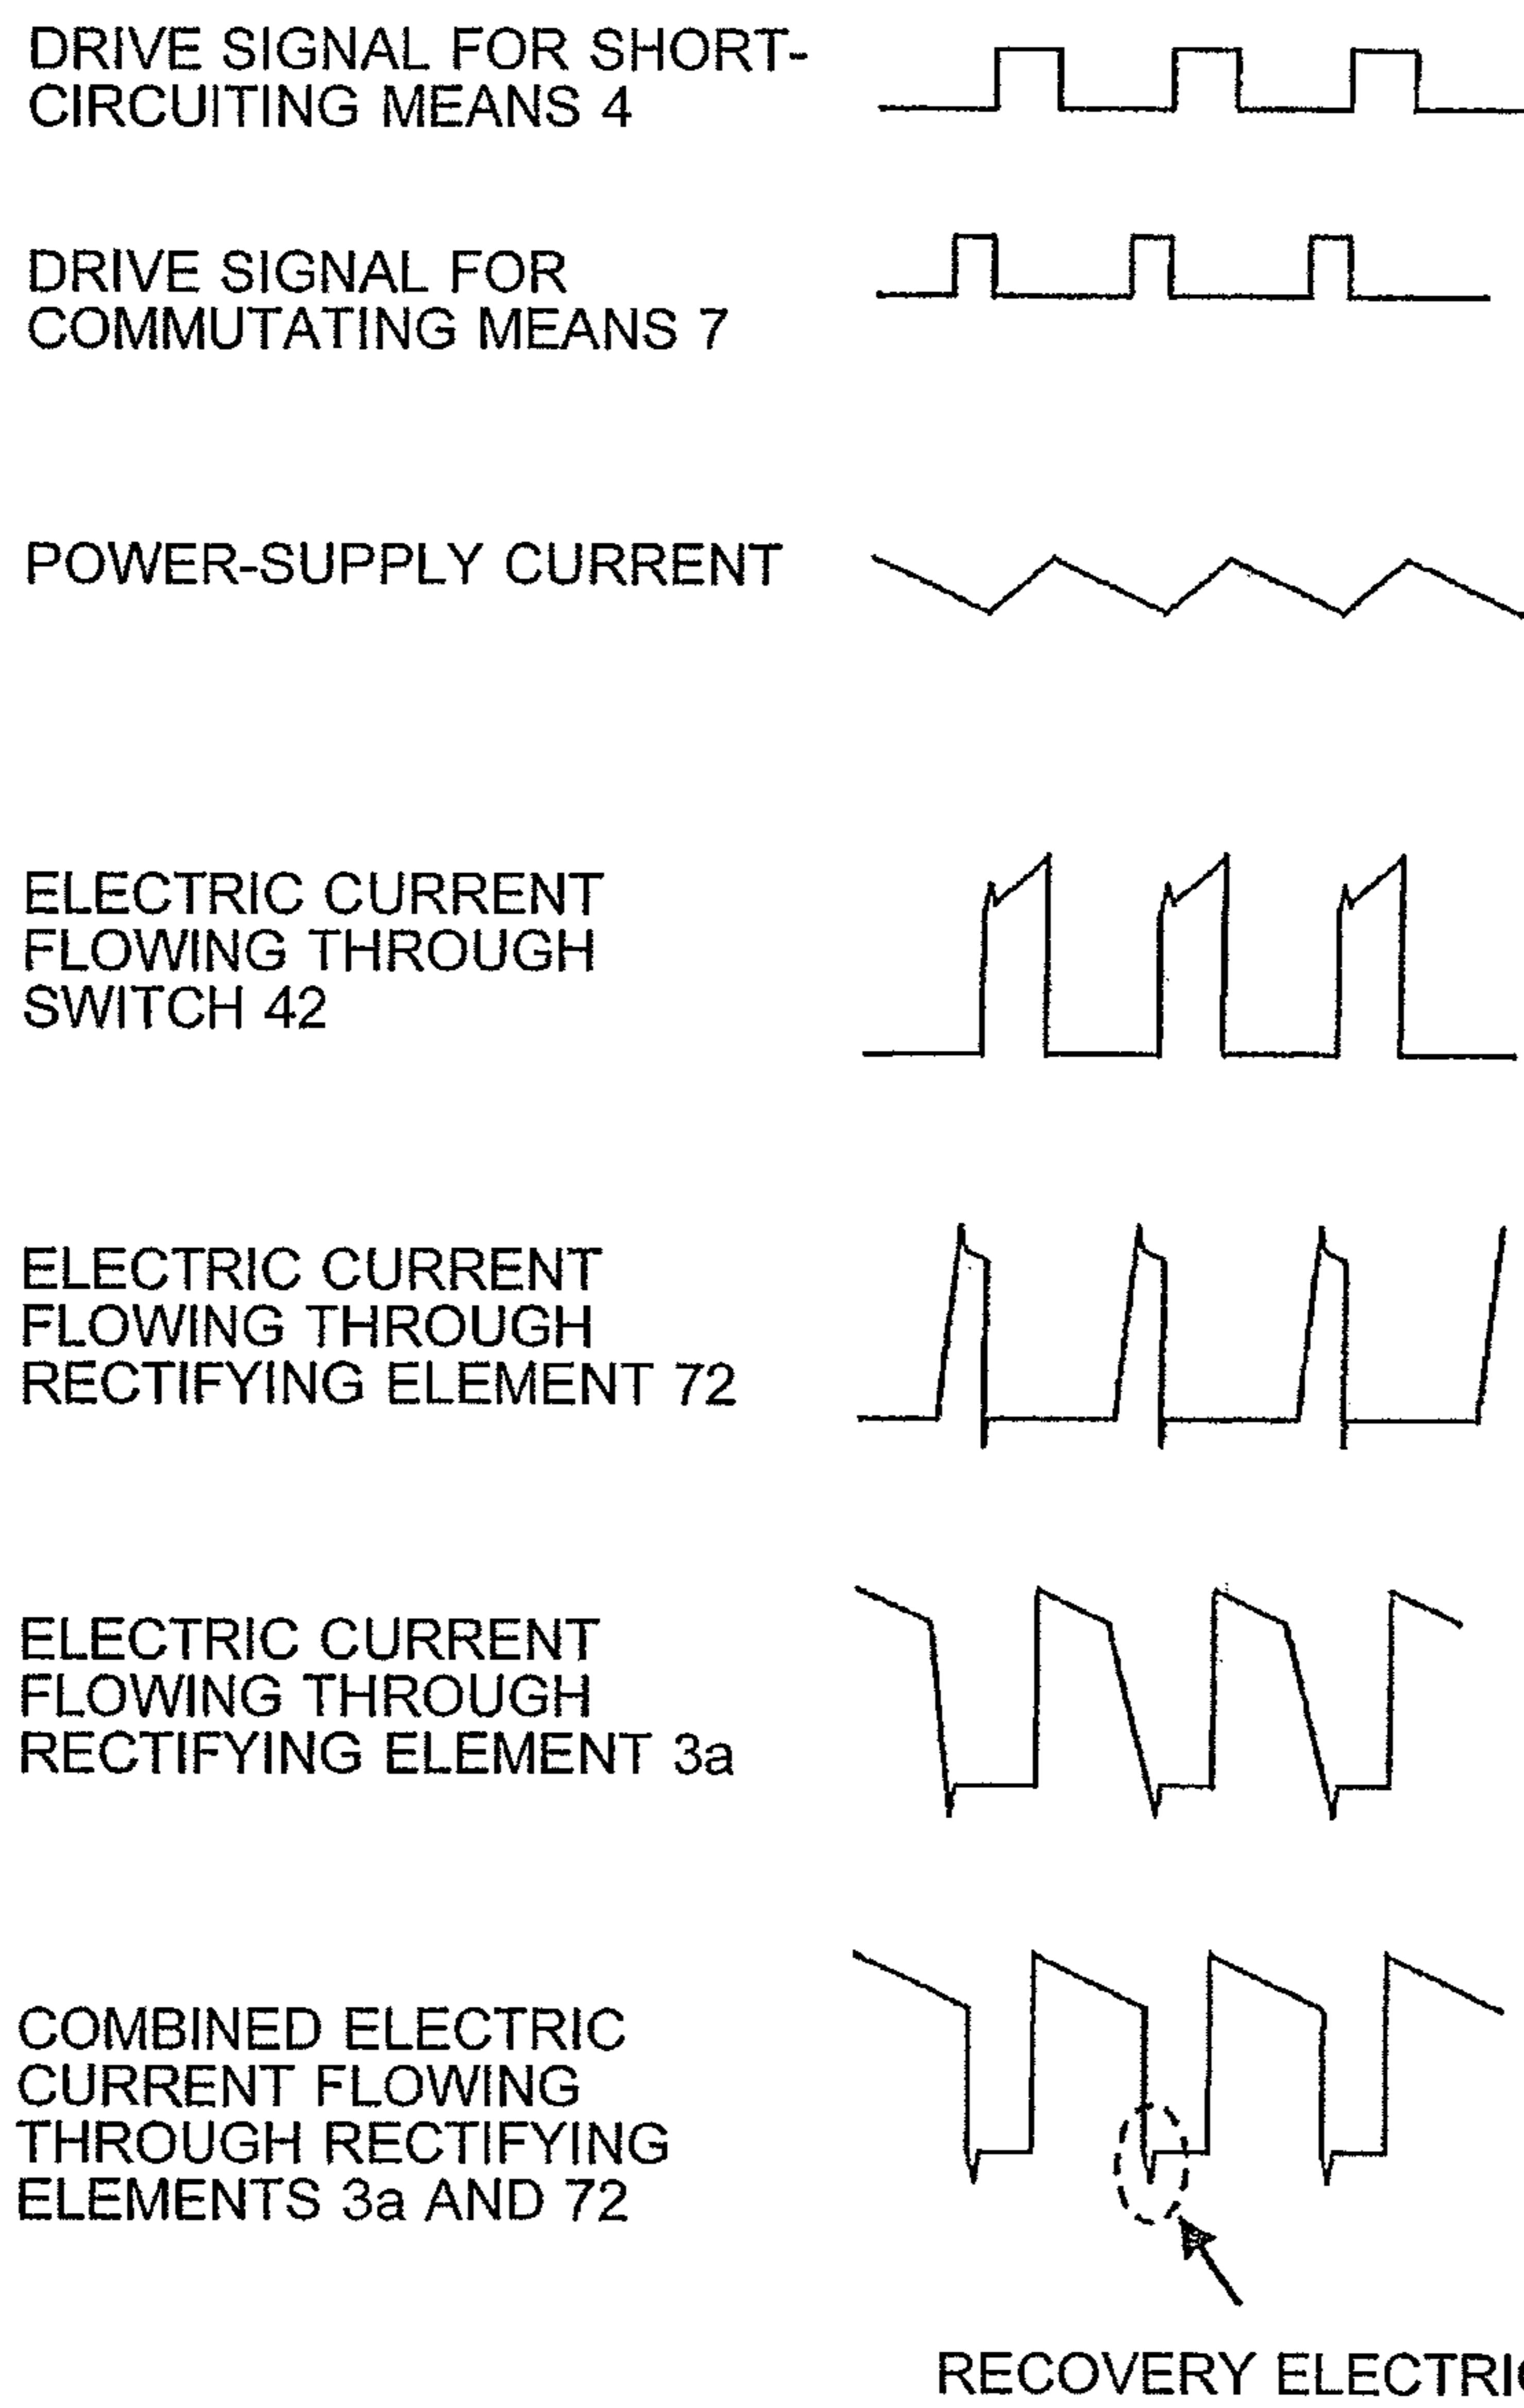 DRIVE SIGNAL FOR SHORT-
CIRCUITING MEANS 4
DRIVE SIGNAL FOR
COMMUTATING MEANS 7
POWER-SUPPLY CURRENT
ELECTRIC CURRENT
FLOWING THROUGH
SWITCH 42
ELECTRIC CURRENT
FLOWING THROUGH
RECTIFYING ELEMENT 72
ELECTRIC CURRENT
FLOWING THROUGH
RECTIFYING ELEMENT 3a
COMBINED ELECTRIC
CURRENT FLOWING
THROUGH RECTIFYING
ELEMENTS 3a AND 72
RECOVERY